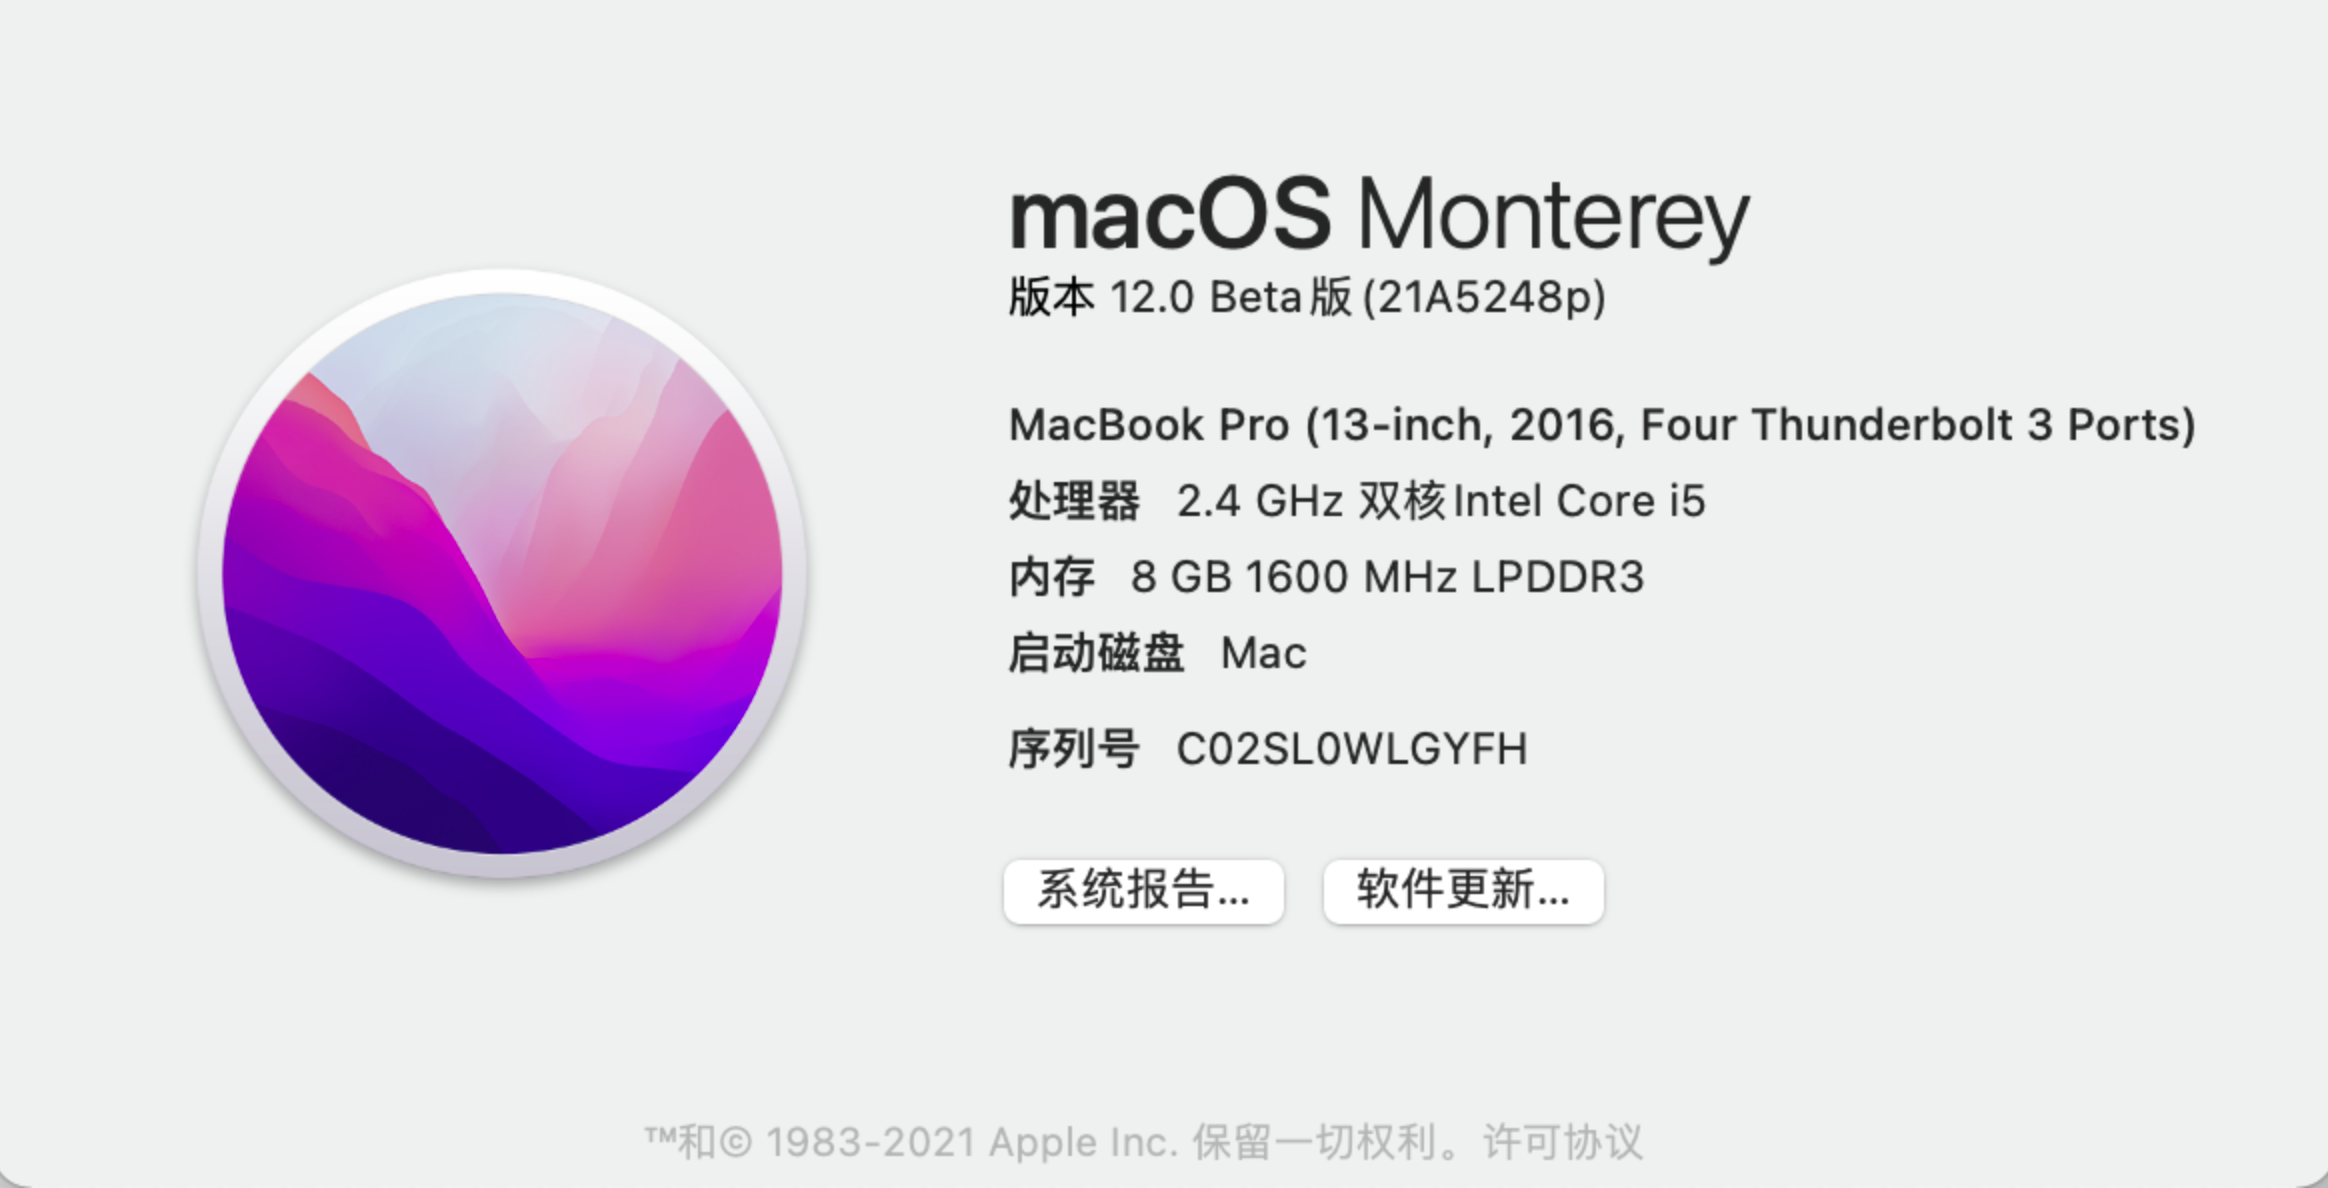 macOS Monterey
版本 12.0 Beta版(21A5248p)
MacBook Pro (13-inch, 2016, Four Thunderbolt 3 Ports)
处理器 2.4 GHz 双核Intel Core i5
内存 8 GB 1600 MHz LPDDR3
启动磁盘 Mac
序列号 C02SL0WLGYFH
系统报告... 软件更新...
™和© 1983-2021 Apple Inc. 保留一切权利。许可协议